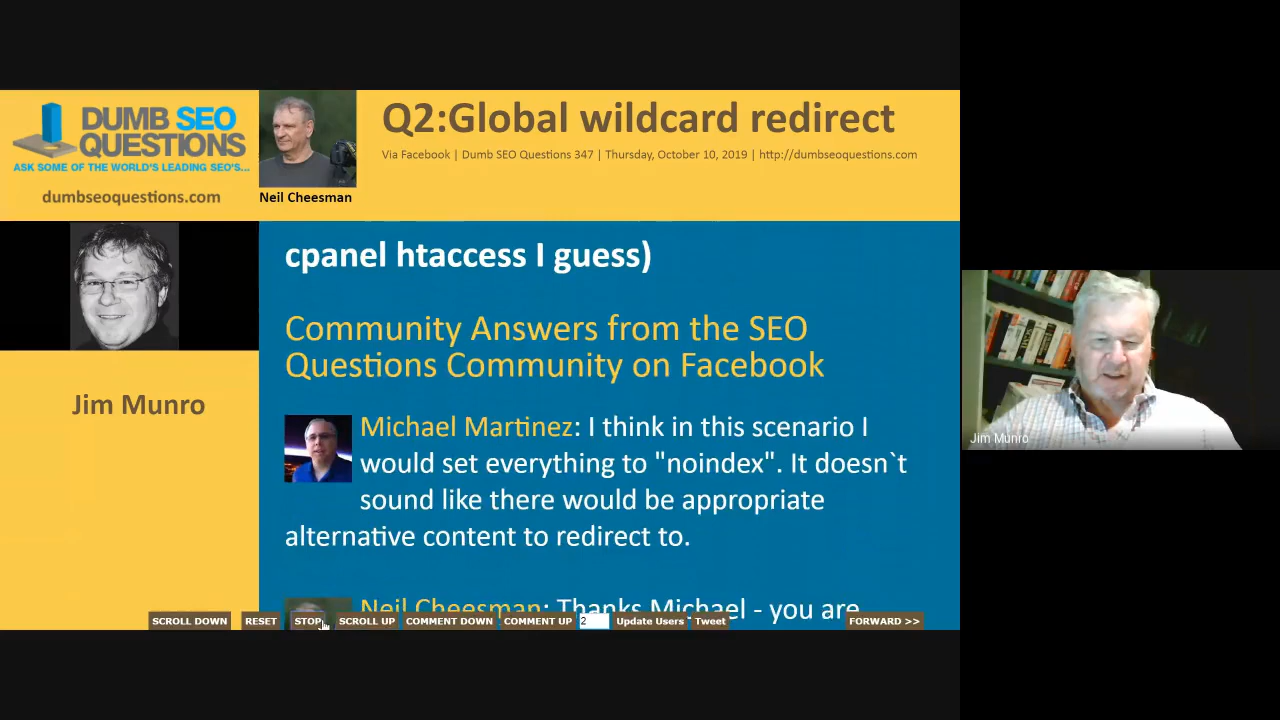 DUMB SEO
QUESTIONS
ASK SOME OF THE WORLD'S LEADING SEO'S...
dumbseoquestions.com
Neil Cheesman
Q2:Global wildcard redirect
Via Facebook | Dumb SEO Questions 347 | Thursday, October 10, 2019 | http://dumbseoquestions.com
Jim Munro
cpanel htaccess I guess)
Community Answers from the SEO
Questions Community on Facebook
Michael Martinez: I think in this scenario I
would set everything to "noindex". It doesn`t
sound like there would be appropriate
alternative content to redirect to.
Neil Cheesman: Thanks Michael - you are
SCROLL DOWN RESET STOP SCROLL UP COMMENT DOWN COMMENT UP 2 Update Users Tweet FORWARD >>
Jim Munro